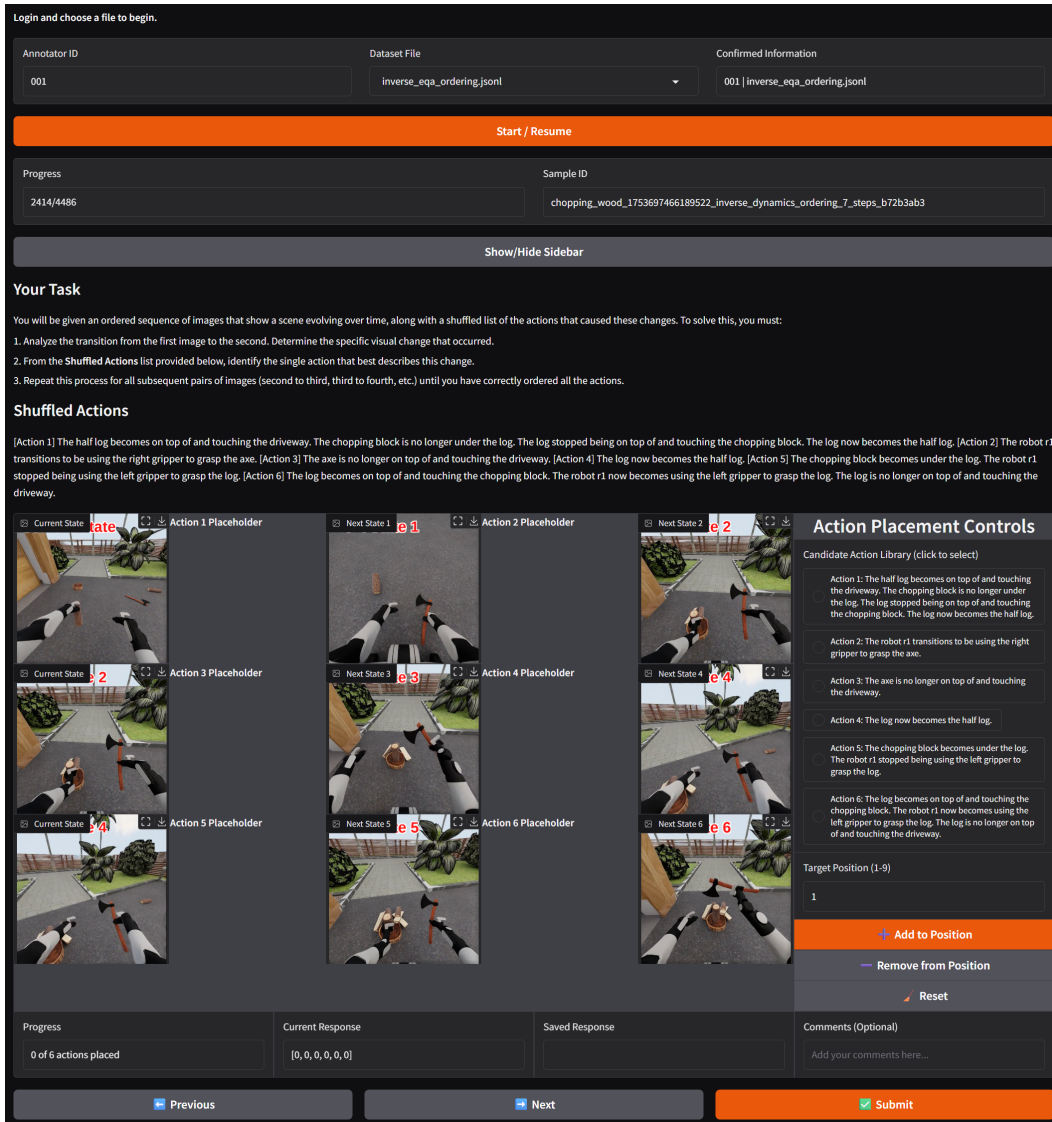 Login and choose a file to begin.
Annotator ID
Dataset File
Confirmed Information
001
inverse_eqa_ordering.jsonl
001 | inverse_eqa_ordering.jsonl
Start / Resume
Progress
Sample ID
2414/4486
chopping_wood_1753697466189522_inverse_dynamics_ordering_7_steps_b72b3ab3
Show/Hide Sidebar
Your Task
You will be given an ordered sequence of images that show a scene evolving over time, along with a shuffled list of the actions that caused these changes. To solve this, you must:
1. Analyze the transition from the first image to the second. Determine the specific visual change that occurred.
2. From the Shuffled Actions list provided below, identify the single action that best describes this change.
3. Repeat this process for all subsequent pairs of images (second to third, third to fourth, etc.) until you have correctly ordered all the actions.
Shuffled Actions
[Action 1] The half log becomes on top of and touching the driveway. The chopping block is no longer under the log. The log stopped being on top of and touching the chopping block. The log now becomes the half log. [Action 2] The robot r1
transitions to be using the right gripper to grasp the axe. [Action 3] The axe is no longer on top of and touching the driveway. [Action 4] The log now becomes the half log. [Action 5] The chopping block becomes under the log. The robot r1
stopped being using the left gripper to grasp the log. [Action 6] The log becomes on top of and touching the chopping block. The robot r1 now becomes using the left gripper to grasp the log. The log is no longer on top of and touching the
driveway.
Current State
tate
Action 1 Placeholder
Next State 1
e 1
Action 2 Placeholder
Next State 2
e 2
Current State
2
Action 3 Placeholder
Next State 3
e 3
Action 4 Placeholder
Next State 4
e 4
Current State
4
Action 5 Placeholder
Next State 5
e 5
Action 6 Placeholder
Next State 6
e 6
Action Placement Controls
Candidate Action Library (click to select)
Action 1: The half log becomes on top of and touching
the driveway. The chopping block is no longer under
the log. The log stopped being on top of and touching
the chopping block. The log now becomes the half log.
Action 2: The robot r1 transitions to be using the right
gripper to grasp the axe.
Action 3: The axe is no longer on top of and touching
the driveway.
Action 4: The log now becomes the half log.
Action 5: The chopping block becomes under the log.
The robot r1 stopped being using the left gripper to
grasp the log.
Action 6: The log becomes on top of and touching the
chopping block. The robot r1 now becomes using the
left gripper to grasp the log. The log is no longer on top
of and touching the driveway.
Target Position (1-9)
1
Add to Position
Remove from Position
Reset
Progress
Current Response
Saved Response
Comments (Optional)
0 of 6 actions placed
[0, 0, 0, 0, 0, 0]
Add your comments here...
Previous
Next
Submit